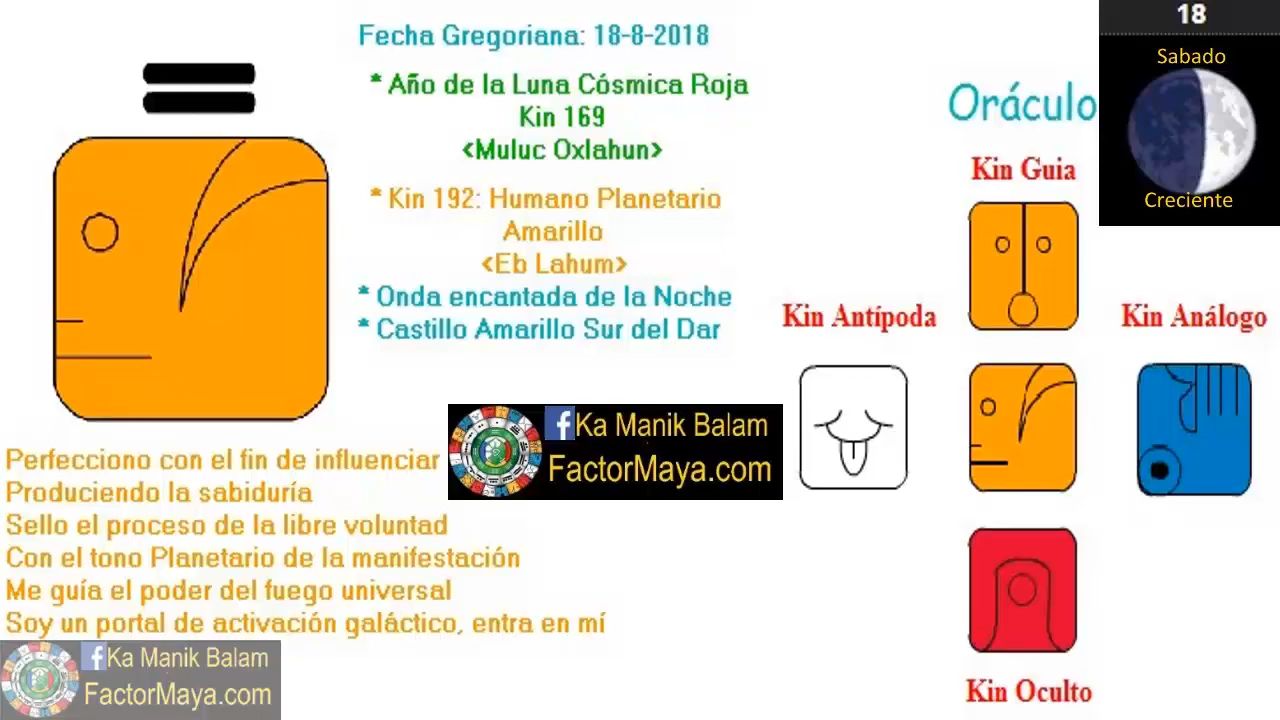 Fecha Gregoriana: 18-8-2018
* Año de la Luna Cósmica Roja
Kin 169
<Muluc Oxlahun>
* Kin 192: Humano Planetario
Amarillo
<Eb Lahum>
* Onda encantada de la Noche
* Castillo Amarillo Sur del Dar
Perfecciono con el fin de influenciar
Produciendo la sabiduría
Sello el proceso de la libre voluntad
Con el tono Planetario de la manifestación
Me guía el poder del fuego universal
Soy un portal de activación galáctico, entra en mí
f Ka Manik Balam
FactorMaya.com
f Ka Manik Balam
FactorMaya.com
Oráculo
Kin Guia
Kin Antípoda
Kin Análogo
Kin Oculto
18
Sabado
Creciente